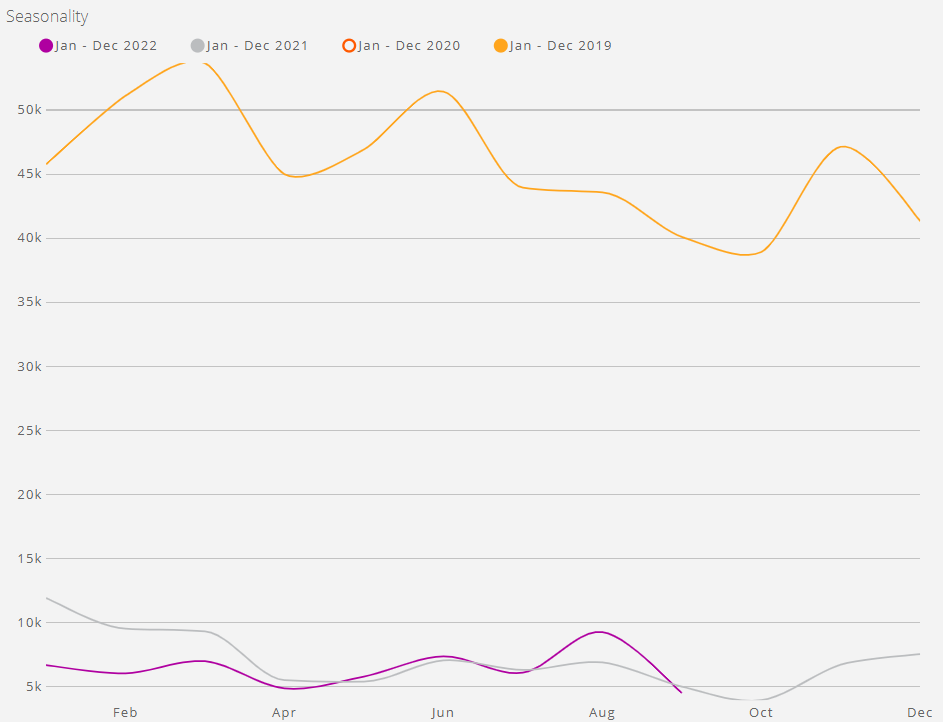 Seasonality
Jan - Dec 2022 Jan - Dec 2021 Jan - Dec 2020 Jan - Dec 2019
50k
45k
40k
35k
30k
25k
20k
15k
10k
5k
Feb Apr Jun Aug Oct Dec